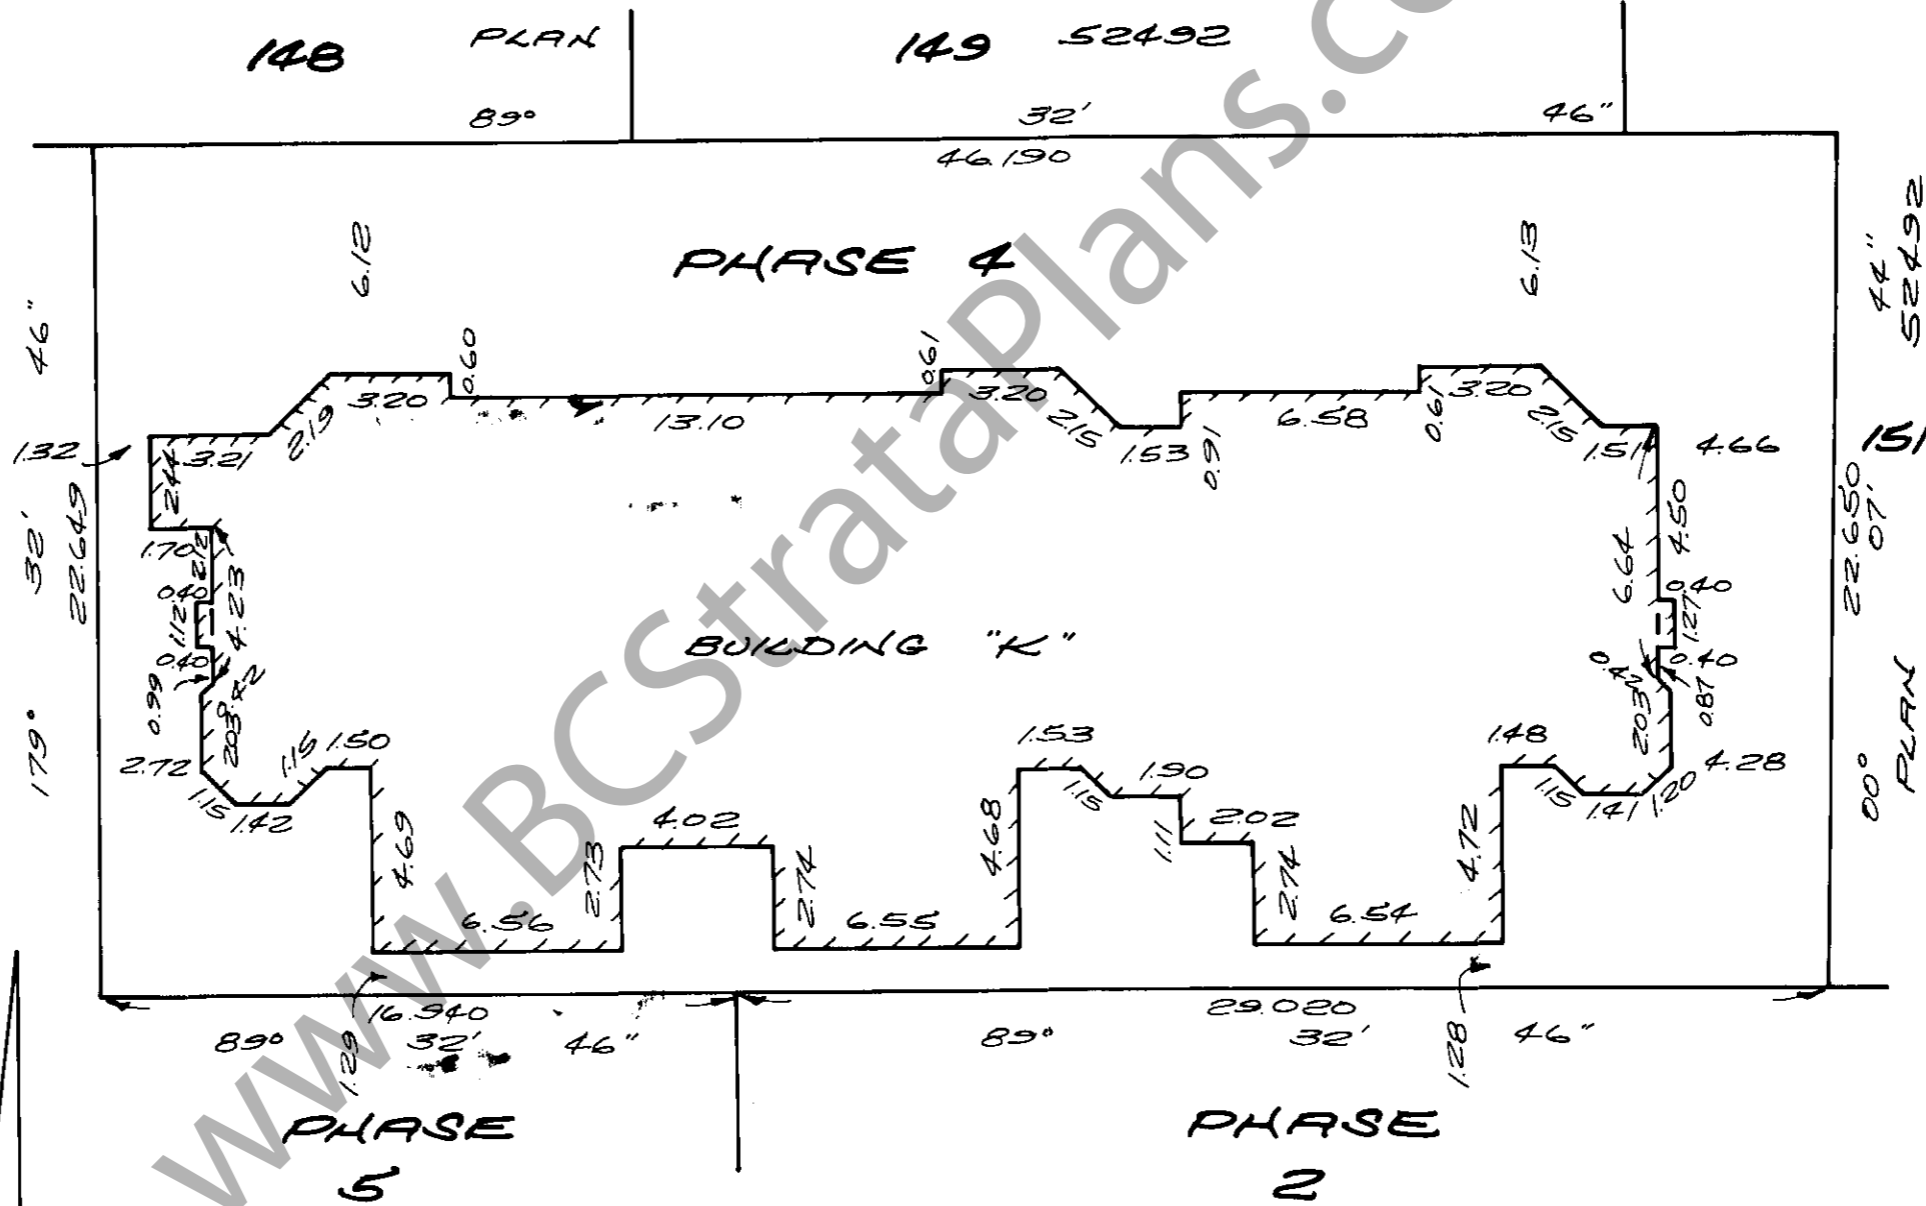 148 PLAN 149 52492
89° 32' 46"
46.190
6.12 PHASE 4 6.13
46" 44" 52492
0.60 0.61
3.20 3.20 3.20
2.19 13.10 2.15 6.58 0.61 2.15
1.32 3.21 1.53 1.51 4.66 151
2.44 0.91
22.649 32' 4.50 22.650 07'
1.70 2.12 6.64
0.40 4.23 0.40
1.12 1.27
BUILDING "K"
0.40 0.42 0.40
0.99 0.42 0.87
179° 2.03 2.03 PLAN
2.72 1.15 1.50 1.53 1.90 1.48 4.28 00°
1.15 1.42 4.02 1.15 2.02 1.15 1.41 1.20
4.69 2.73 2.74 4.68 1.11 2.74 4.72
6.56 6.55 6.54
16.940 29.020
89° 32' 46" 89° 32' 46"
1.29 1.28
PHASE PHASE
5 2
www.BCStrataPlans.co